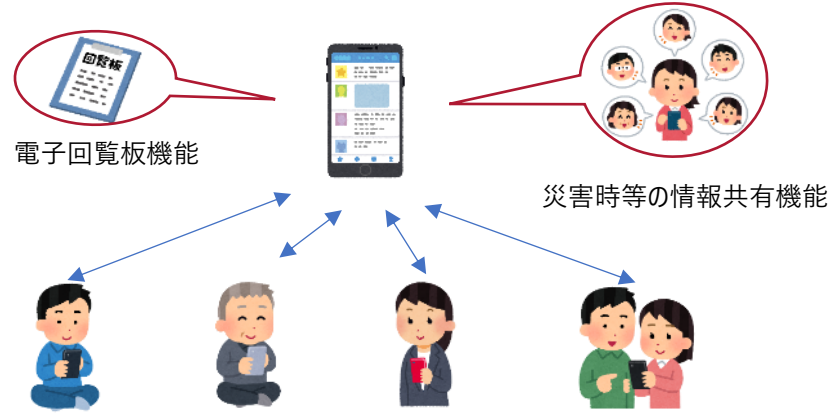 回覧板
電子回覧板機能
災害時等の情報共有機能